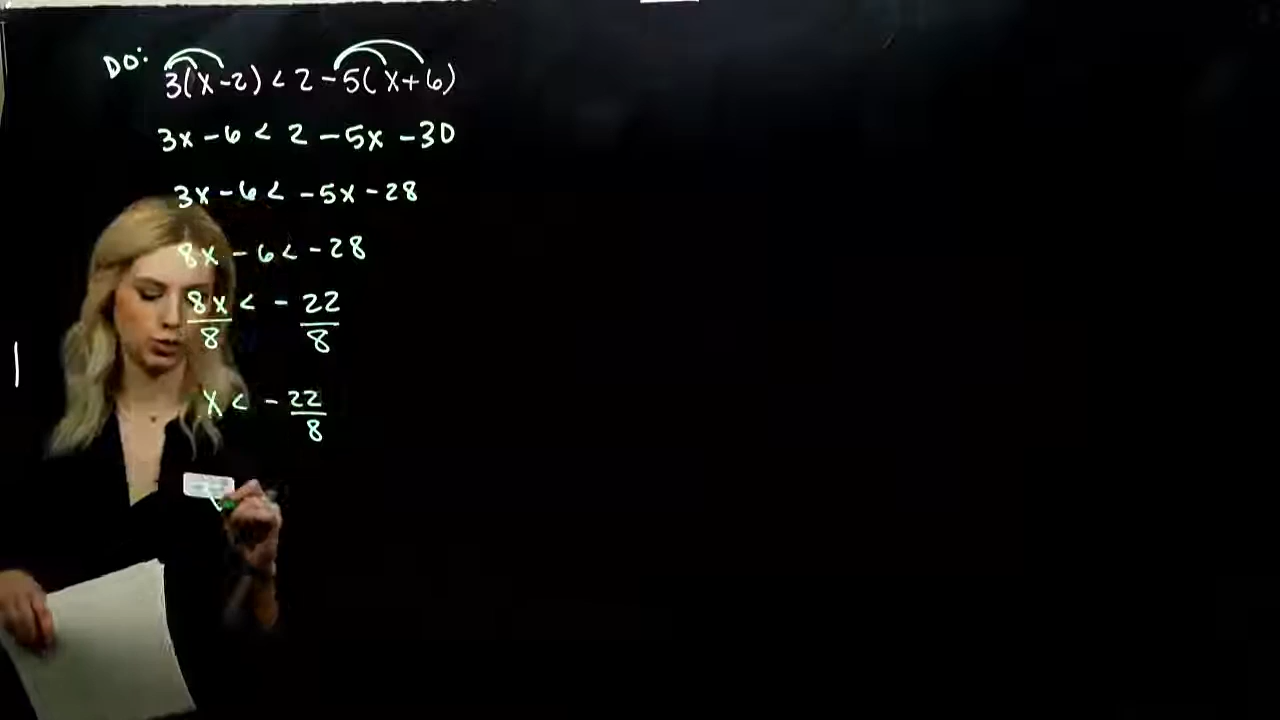 DO: 3(x-2) < 2 - 5(x+6)
3x - 6 < 2 - 5x - 30
3x - 6 < - 5x - 28
8x - 6 < - 28
8x/8 < - 22/8
x < - 22/8